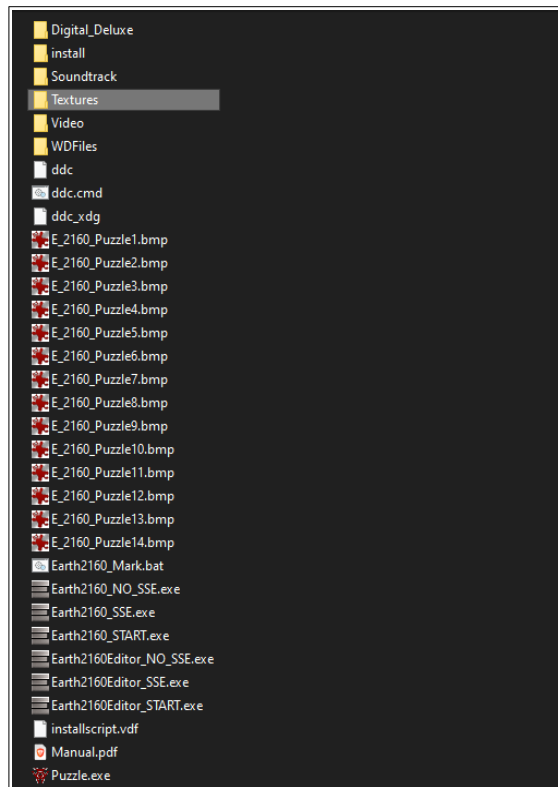 Digital_Deluxe
install
Soundtrack
Textures
Video
WDFiles
ddc
ddc.cmd
ddc_xdg
E_2160_Puzzle1.bmp
E_2160_Puzzle2.bmp
E_2160_Puzzle3.bmp
E_2160_Puzzle4.bmp
E_2160_Puzzle5.bmp
E_2160_Puzzle6.bmp
E_2160_Puzzle7.bmp
E_2160_Puzzle8.bmp
E_2160_Puzzle9.bmp
E_2160_Puzzle10.bmp
E_2160_Puzzle11.bmp
E_2160_Puzzle12.bmp
E_2160_Puzzle13.bmp
E_2160_Puzzle14.bmp
Earth2160_Mark.bat
Earth2160_NO_SSE.exe
Earth2160_SSE.exe
Earth2160_START.exe
Earth2160Editor_NO_SSE.exe
Earth2160Editor_SSE.exe
Earth2160Editor_START.exe
installscript.vdf
Manual.pdf
Puzzle.exe